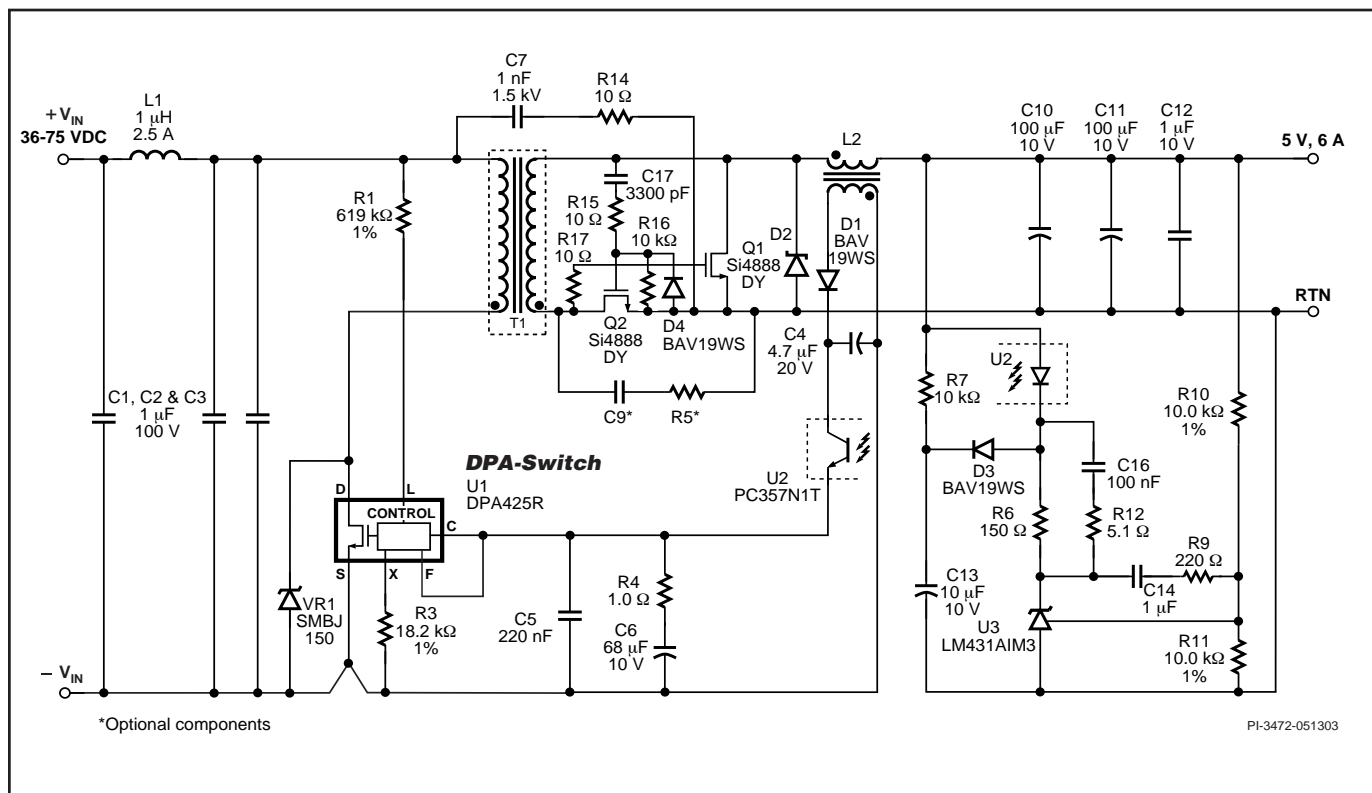 C7
1 nF
1.5 kV
R14
10 Ω
+ VIN
36-75 VDC
L1
1 µH
2.5 A
C10
100 µF
10 V
C11
100 µF
10 V
C12
1 µF
10 V
5 V, 6 A
L2
R1
619 kΩ
1%
C17
3300 pF
R15
10 Ω
R16
10 kΩ
R17
10 Ω
Q1
Si4888
DY
D2
D1
BAV
19WS
T1
Q2
Si4888
DY
D4
BAV19WS
RTN
C4
4.7 µF
20 V
C9*
R5*
U2
R7
10 kΩ
R10
10.0 kΩ
1%
C1, C2 & C3
1 µF
100 V
DPA-Switch
U1
DPA425R
U2
PC357N1T
D3
BAV19WS
C16
100 nF
D
L
CONTROL
C
S
X
F
R6
150 Ω
R12
5.1 Ω
R9
220 Ω
C14
1 µF
VR1
SMBJ
150
R3
18.2 kΩ
1%
C5
220 nF
R4
1.0 Ω
C6
68 µF
10 V
C13
10 µF
10 V
U3
LM431AIM3
R11
10.0 kΩ
1%
− VIN
*Optional components
PI-3472-051303